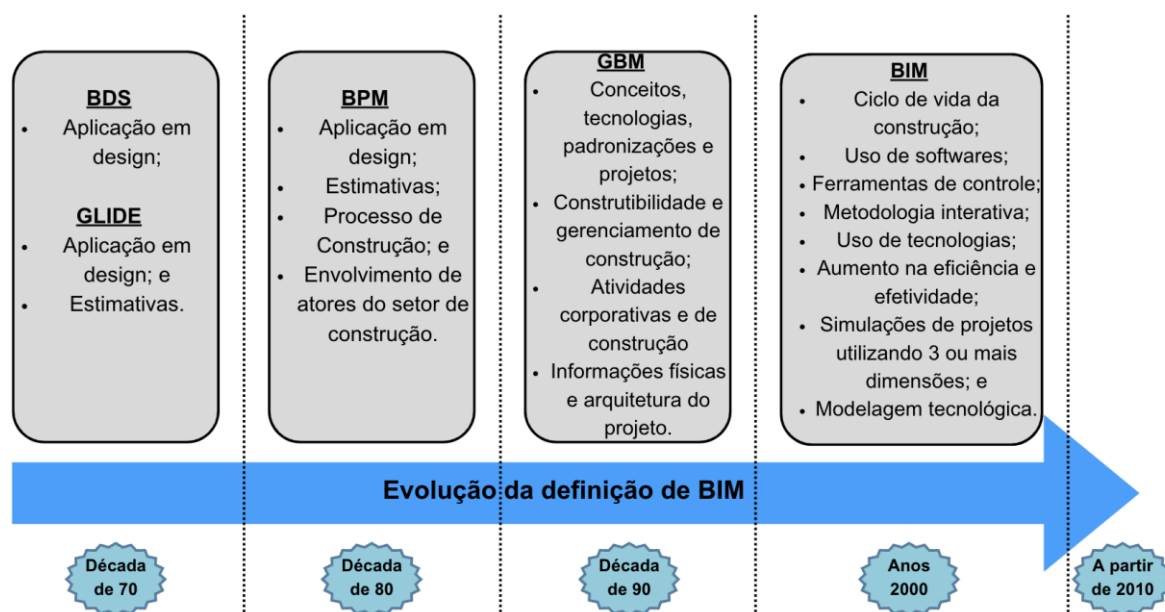 BDS
• Aplicação em
design;
GLIDE
• Aplicação em
design; e
• Estimativas.
BPM
• Aplicação em
design;
• Estimativas;
• Processo de
Construção; e
• Envolvimento de
atores do setor de
construção.
GBM
• Conceitos,
tecnologias,
padronizações e
projetos;
• Construtibilidade e
gerenciamento de
construção;
• Atividades
corporativas e de
construção
• Informações físicas
e arquitetura do
projeto.
BIM
• Ciclo de vida da
construção;
• Uso de softwares;
• Ferramentas de controle;
• Metodologia interativa;
• Uso de tecnologias;
• Aumento na eficiência e
efetividade;
• Simulações de projetos
utilizando 3 ou mais
dimensões; e
• Modelagem tecnológica.
Evolução da definição de BIM
Década
de 70
Década
de 80
Década
de 90
Anos
2000
A partir
de 2010